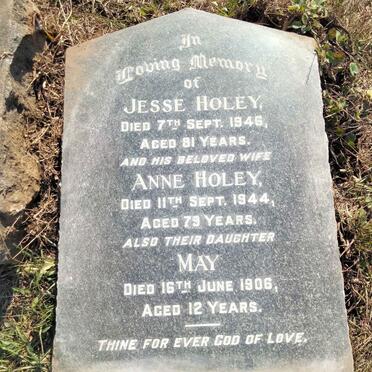 In
Loving Memory
of
JESSE HOLEY,
DIED 7TH SEPT. 1946,
AGED 81 YEARS.
AND HIS BELOVED WIFE
ANNE HOLEY,
DIED 11TH SEPT. 1944,
AGED 79 YEARS.
ALSO THEIR DAUGHTER
MAY
DIED 16TH JUNE 1906,
AGED 12 YEARS.
THINE FOR EVER GOD OF LOVE.